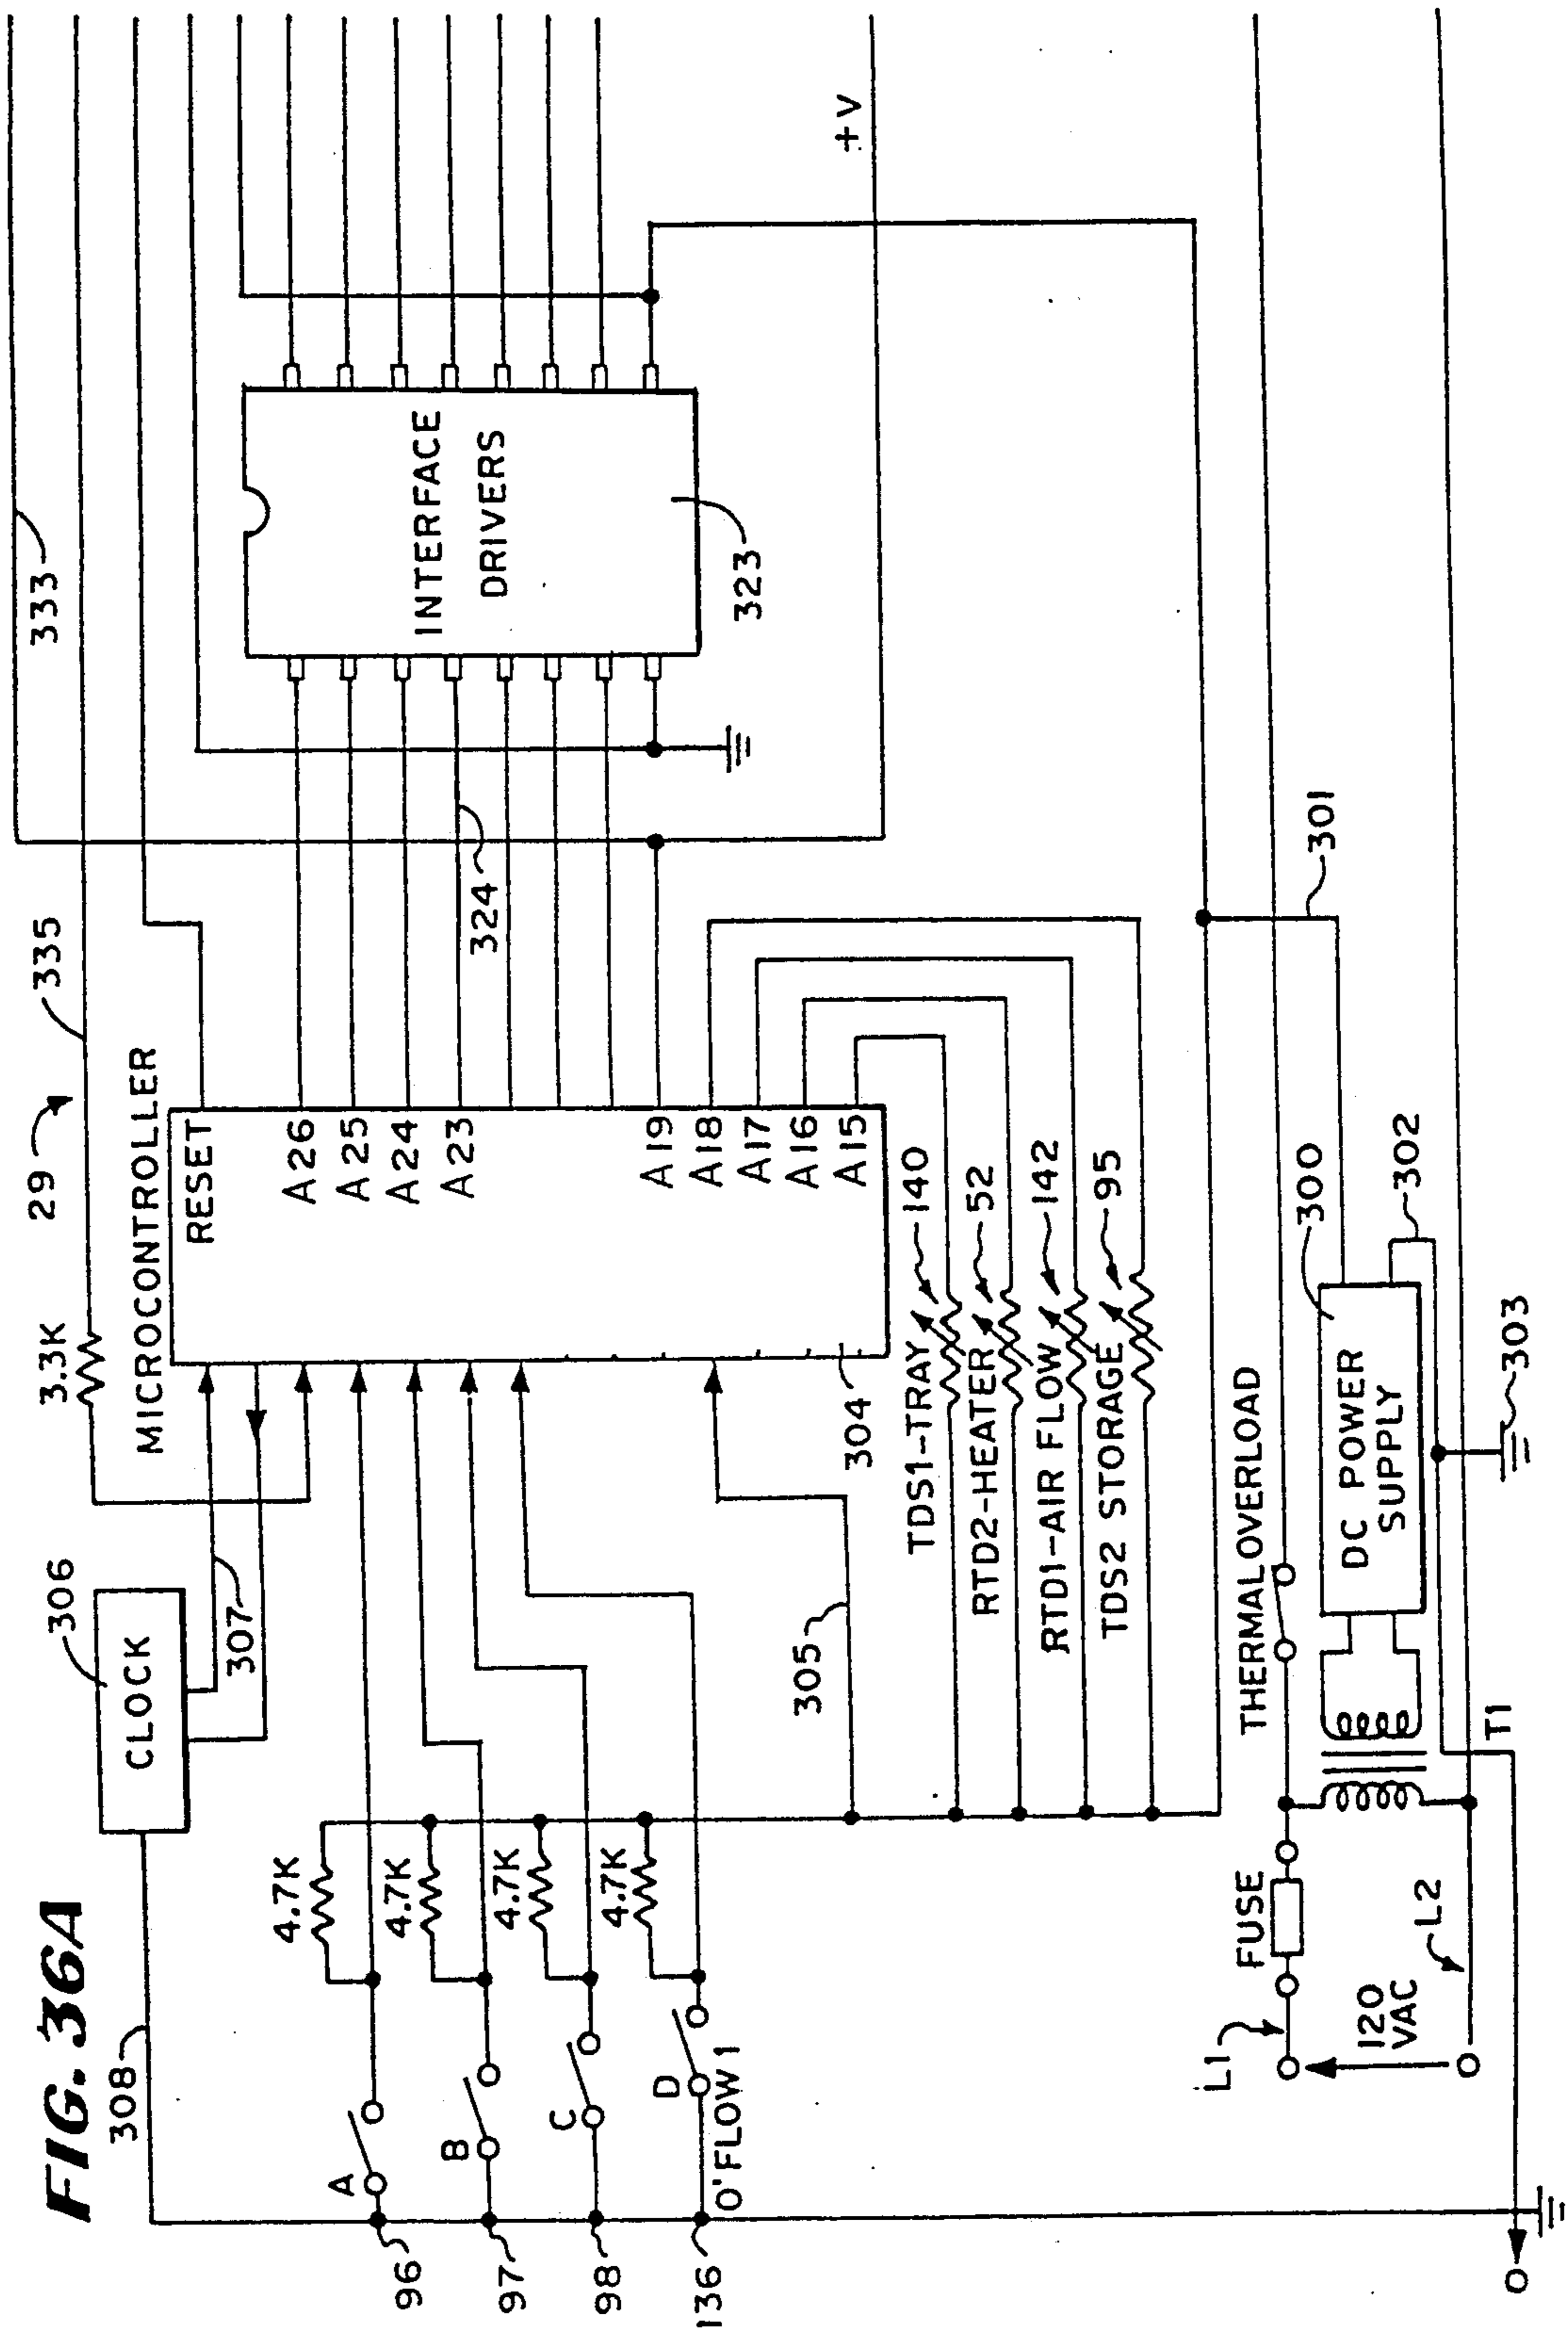 FIG. 36A
308
306
CLOCK
307
3.3K
29
335
333
MICROCONTROLLER
RESET
A26
A25
A24
A23
A19
A18
A17
A16
A15
324
INTERFACE
DRIVERS
323
+V
4.7K
4.7K
4.7K
4.7K
A
B
C
D
O'FLOW1
96
97
98
136
305
304
TDS1-TRAY
140
RTD2-HEATER
52
RTD1-AIR FLOW
142
TDS2 STORAGE
95
THERMAL OVERLOAD
301
L1
FUSE
120
VAC
L2
T1
DC POWER
SUPPLY
300
302
303
O